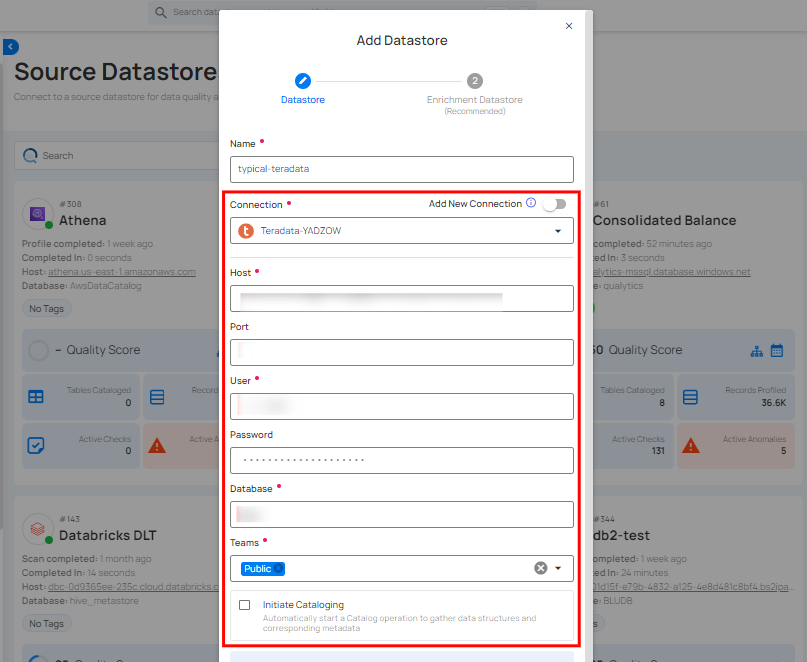 Search dat
Source Datastore
Connect to a source datastore for data quality a
Search
#308
Athena
Profile completed: 1 week ago
Completed In: 0 seconds
Host: athena.us-east-1.amazonaws.com
Database: AwsDataCatalog
No Tags
– Quality Score
Tables Cataloged
0
Record
Active Checks
0
Active A
#143
Databricks DLT
Scan completed: 1 month ago
Completed In: 14 seconds
Host: dbc-0d9365ee-235c.cloud.databricks.c
Database: hive_metastore
No Tags
Add Datastore
2
Datastore
Enrichment Datastore
(Recommended)
Name •
typical-teradata
Connection •
Add New Connection
t Teradata-YADZOW
Host •
Port
User •
Password
Database •
Teams •
Public
Initiate Cataloging
Automatically start a Catalog operation to gather data structures and
corresponding metadata
#61
Consolidated Balance
ompleted: 52 minutes ago
ed In: 3 seconds
alytics-mssql.database.windows.net
e: qualytics
60 Quality Score
ables Cataloged
8
Records Profiled
36.6K
Active Checks
131
Active Anomalies
5
#344
db2-test
ompleted: 1 week ago
ed In: 24 minutes
01d15f-e79b-4832-a125-4e8d481c8bf4.bs2ipa...
e: BLUDB